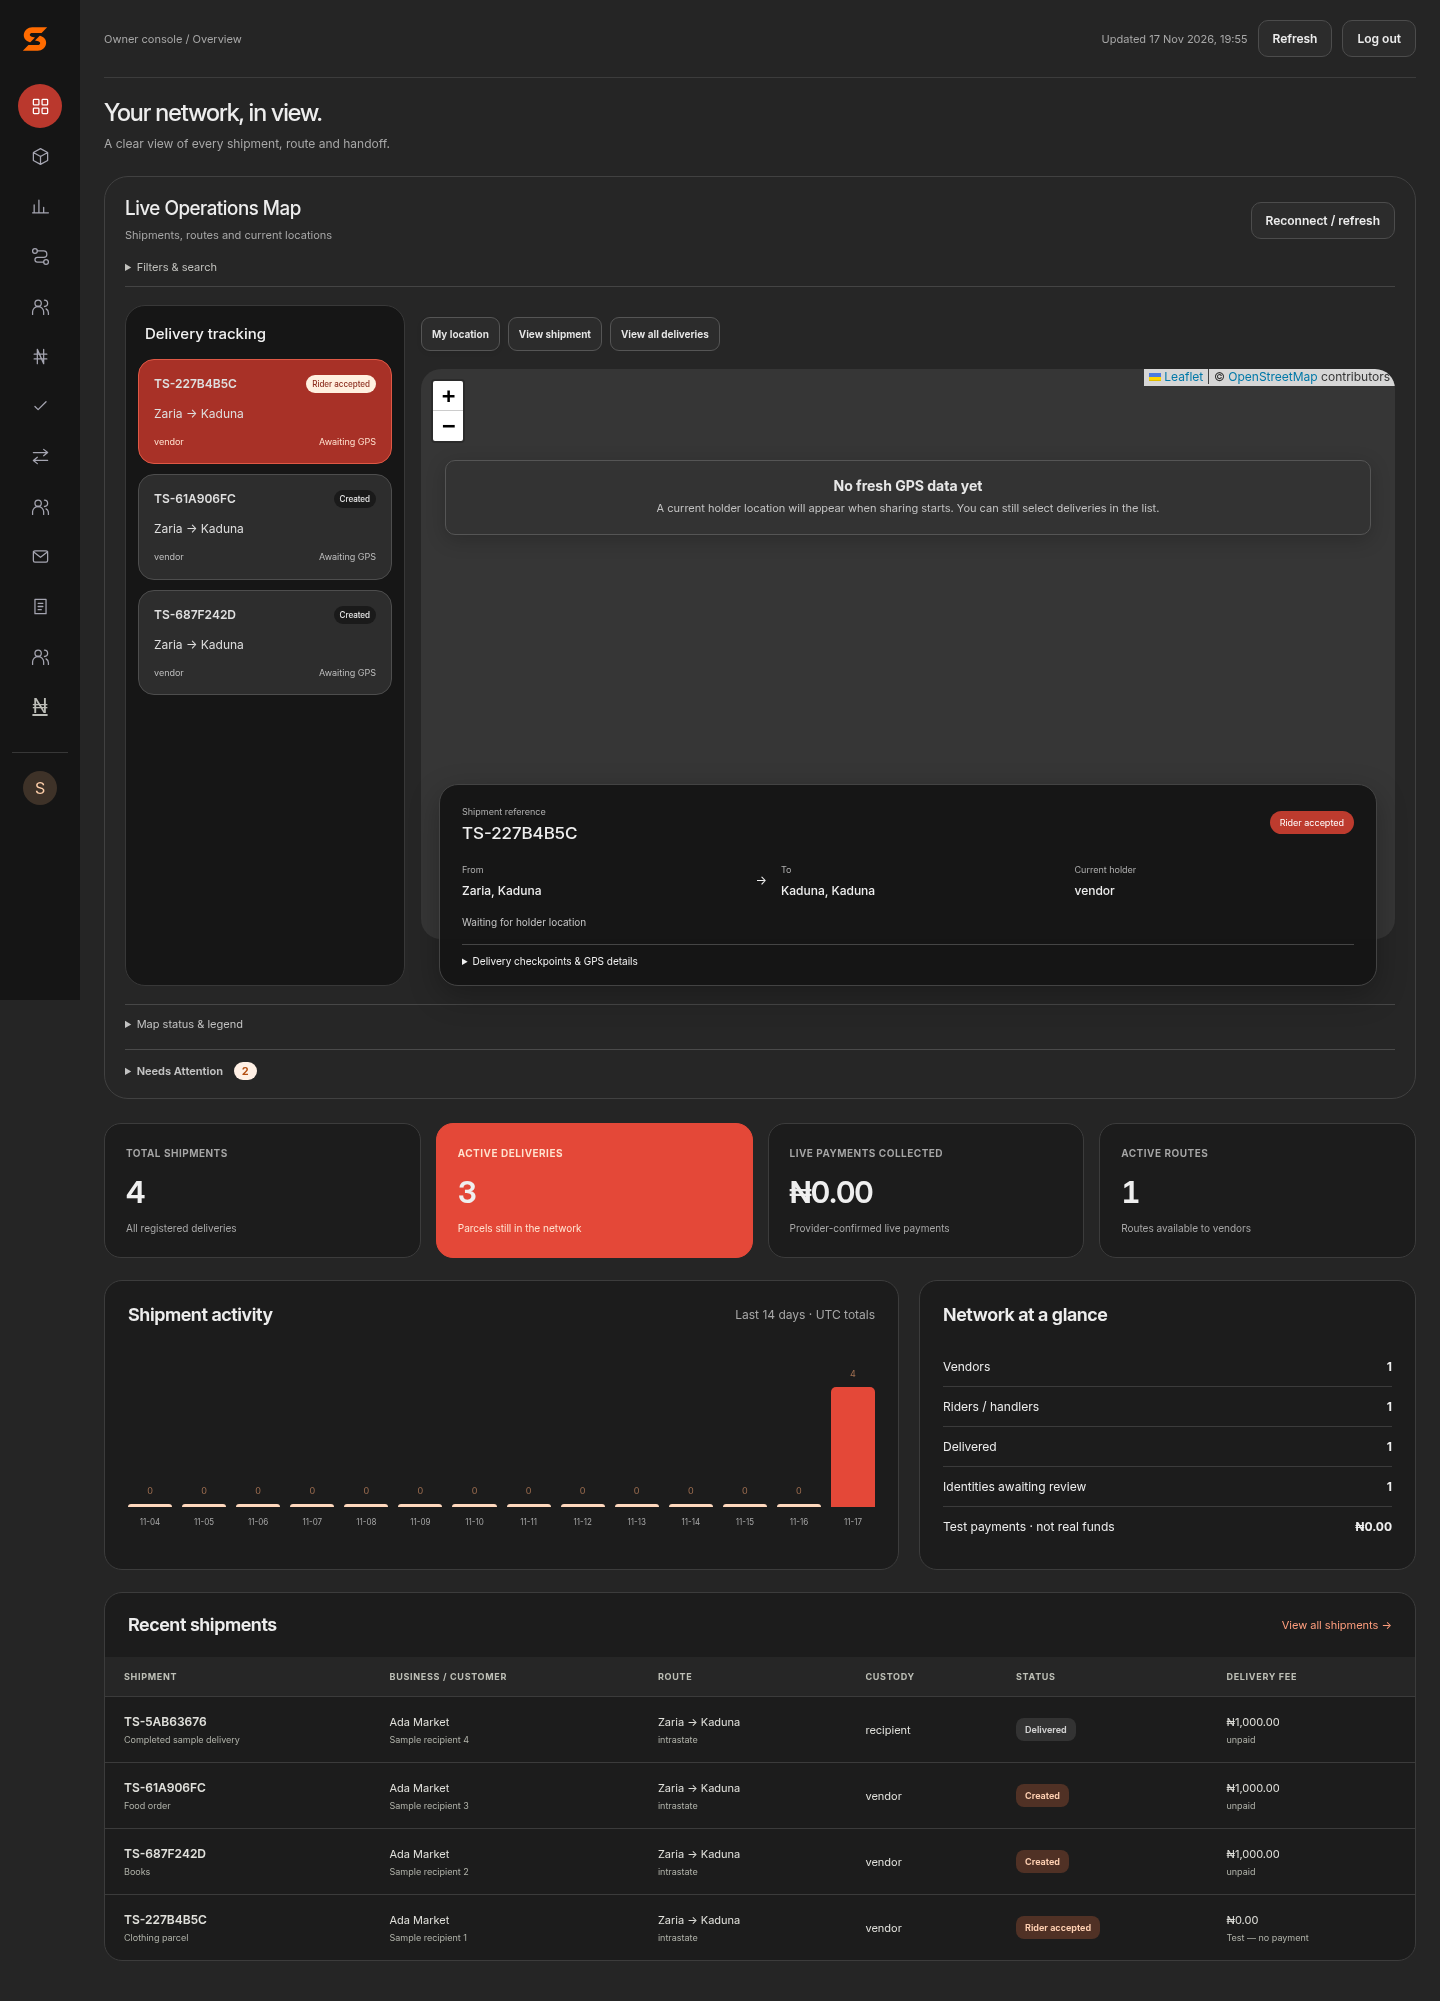 Owner console / Overview
Updated 17 Nov 2026, 19:55
Refresh
Log out
Your network, in view.
A clear view of every shipment, route and handoff.
Live Operations Map
Shipments, routes and current locations
Reconnect / refresh
Filters & search
Delivery tracking
TS-227B4B5C
Rider accepted
Zaria → Kaduna
vendor
Awaiting GPS
TS-61A906FC
Created
Zaria → Kaduna
vendor
Awaiting GPS
TS-687F242D
Created
Zaria → Kaduna
vendor
Awaiting GPS
₦
S
My location
View shipment
View all deliveries
+
−
Leaflet | © OpenStreetMap contributors
No fresh GPS data yet
A current holder location will appear when sharing starts. You can still select deliveries in the list.
Shipment reference
TS-227B4B5C
Rider accepted
From
Zaria, Kaduna
→
To
Kaduna, Kaduna
Current holder
vendor
Waiting for holder location
Delivery checkpoints & GPS details
Map status & legend
Needs Attention 2
TOTAL SHIPMENTS
4
All registered deliveries
ACTIVE DELIVERIES
3
Parcels still in the network
LIVE PAYMENTS COLLECTED
₦0.00
Provider-confirmed live payments
ACTIVE ROUTES
1
Routes available to vendors
Shipment activity
Last 14 days · UTC totals
4
0 0 0 0 0 0 0 0 0 0 0 0 0
11-04 11-05 11-06 11-07 11-08 11-09 11-10 11-11 11-12 11-13 11-14 11-15 11-16 11-17
Network at a glance
Vendors 1
Riders / handlers 1
Delivered 1
Identities awaiting review 1
Test payments · not real funds ₦0.00
Recent shipments
View all shipments →
SHIPMENT BUSINESS / CUSTOMER ROUTE CUSTODY STATUS DELIVERY FEE
TS-5AB63676 Ada Market Zaria → Kaduna recipient Delivered ₦1,000.00
Completed sample delivery Sample recipient 4 intrastate unpaid
TS-61A906FC Ada Market Zaria → Kaduna vendor Created ₦1,000.00
Food order Sample recipient 3 intrastate unpaid
TS-687F242D Ada Market Zaria → Kaduna vendor Created ₦1,000.00
Books Sample recipient 2 intrastate unpaid
TS-227B4B5C Ada Market Zaria → Kaduna vendor Rider accepted ₦0.00
Clothing parcel Sample recipient 1 intrastate Test — no payment